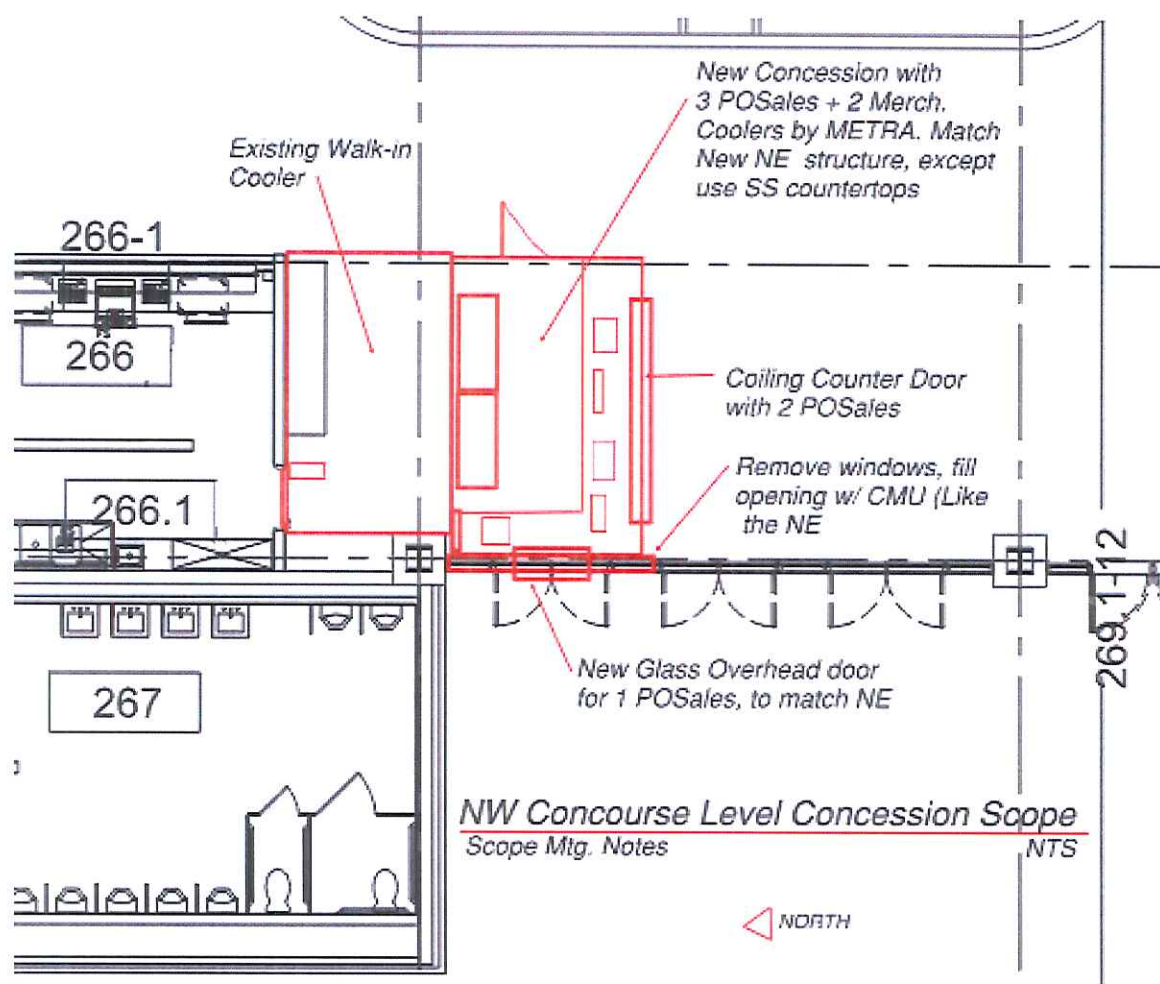 New Concession with
3 POSales + 2 Merch.
Coolers by METRA. Match
New NE structure, except
use SS countertops
Existing Walk-in
Cooler
266-1
266
Coiling Counter Door
with 2 POSales
Remove windows, fill
opening w/ CMU (Like
the NE
266.1
269.1-112
New Glass Overhead door
for 1 POSales, to match NE
267
NW Concourse Level Concession Scope
Scope Mtg. Notes
NTS
NORTH